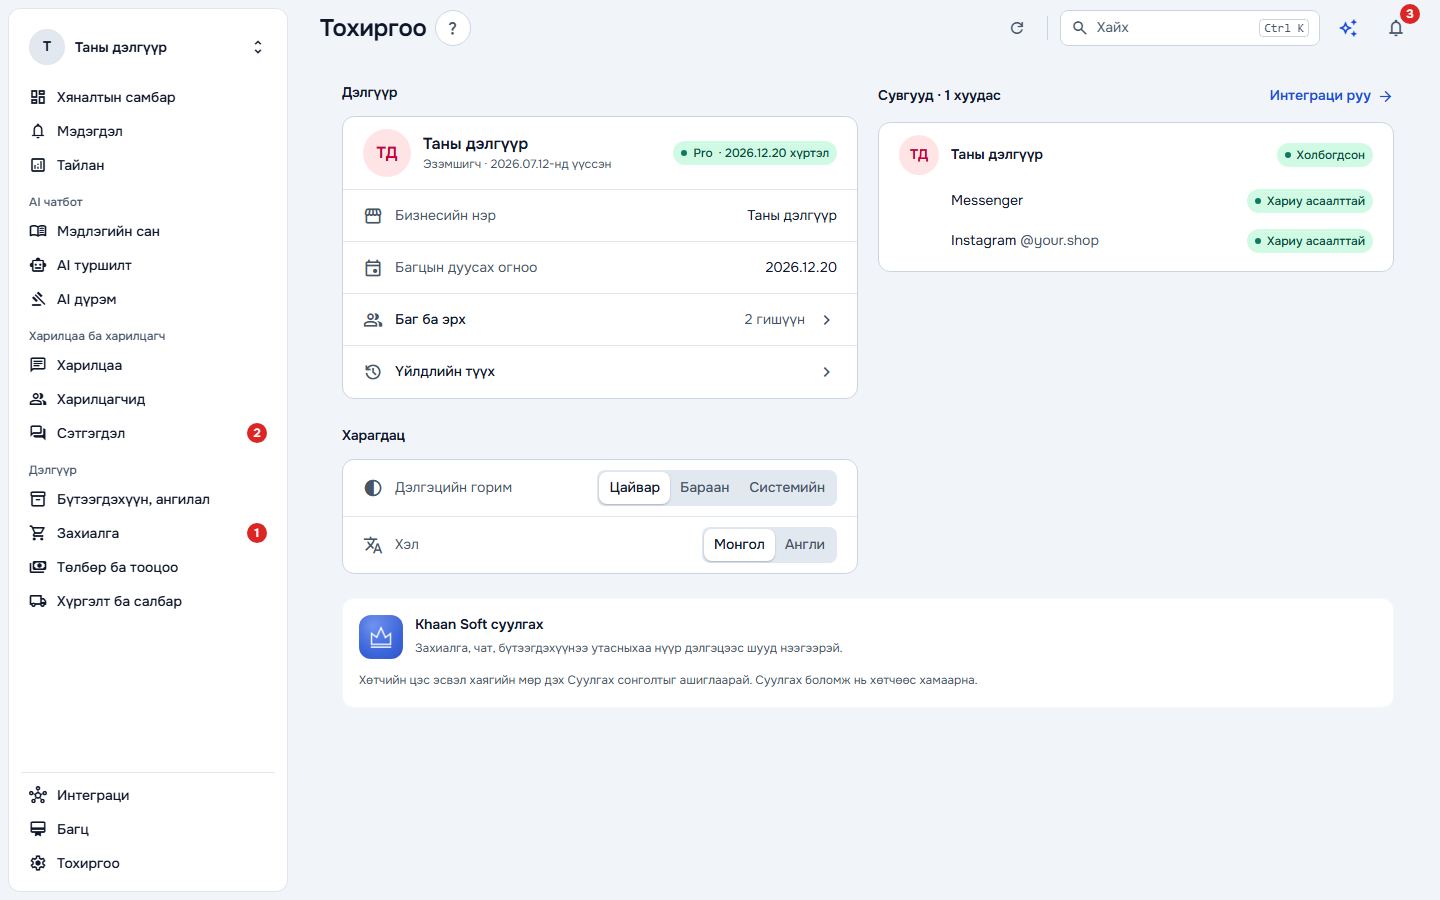 Т
Таны дэлгүүр
Хяналтын самбар
Мэдэгдэл
Тайлан
AI чатбот
Мэдлэгийн сан
AI туршилт
AI дүрэм
Харилцаа ба харилцагч
Харилцаа
Харилцагчид
Сэтгэгдэл 2
Дэлгүүр
Бүтээгдэхүүн, ангилал
Захиалга 1
Төлбөр ба тооцоо
Хүргэлт ба салбар
Интеграци
Багц
Тохиргоо
Тохиргоо ?
Хайх Ctrl K
3
Дэлгүүр
ТД
Таны дэлгүүр
Эзэмшигч · 2026.07.12-нд үүссэн
Pro · 2026.12.20 хүртэл
Бизнесийн нэр Таны дэлгүүр
Багцын дуусах огноо 2026.12.20
Баг ба эрх 2 гишүүн
Үйлдлийн түүх
Сувгууд · 1 хуудас Интеграци руу
ТД Таны дэлгүүр Холбогдсон
Messenger Хариу асаалттай
Instagram @your.shop Хариу асаалттай
Харагдац
Дэлгэцийн горим Цайвар Бараан Системийн
Хэл Монгол Англи
Khaan Soft суулгах
Захиалга, чат, бүтээгдэхүүнээ утасныхаа нүүр дэлгэцээс шууд нээгээрэй.
Хөтчийн цэс эсвэл хаягийн мөр дэх Суулгах сонголтыг ашиглаарай. Суулгах боломж нь хөтчөөс хамаарна.